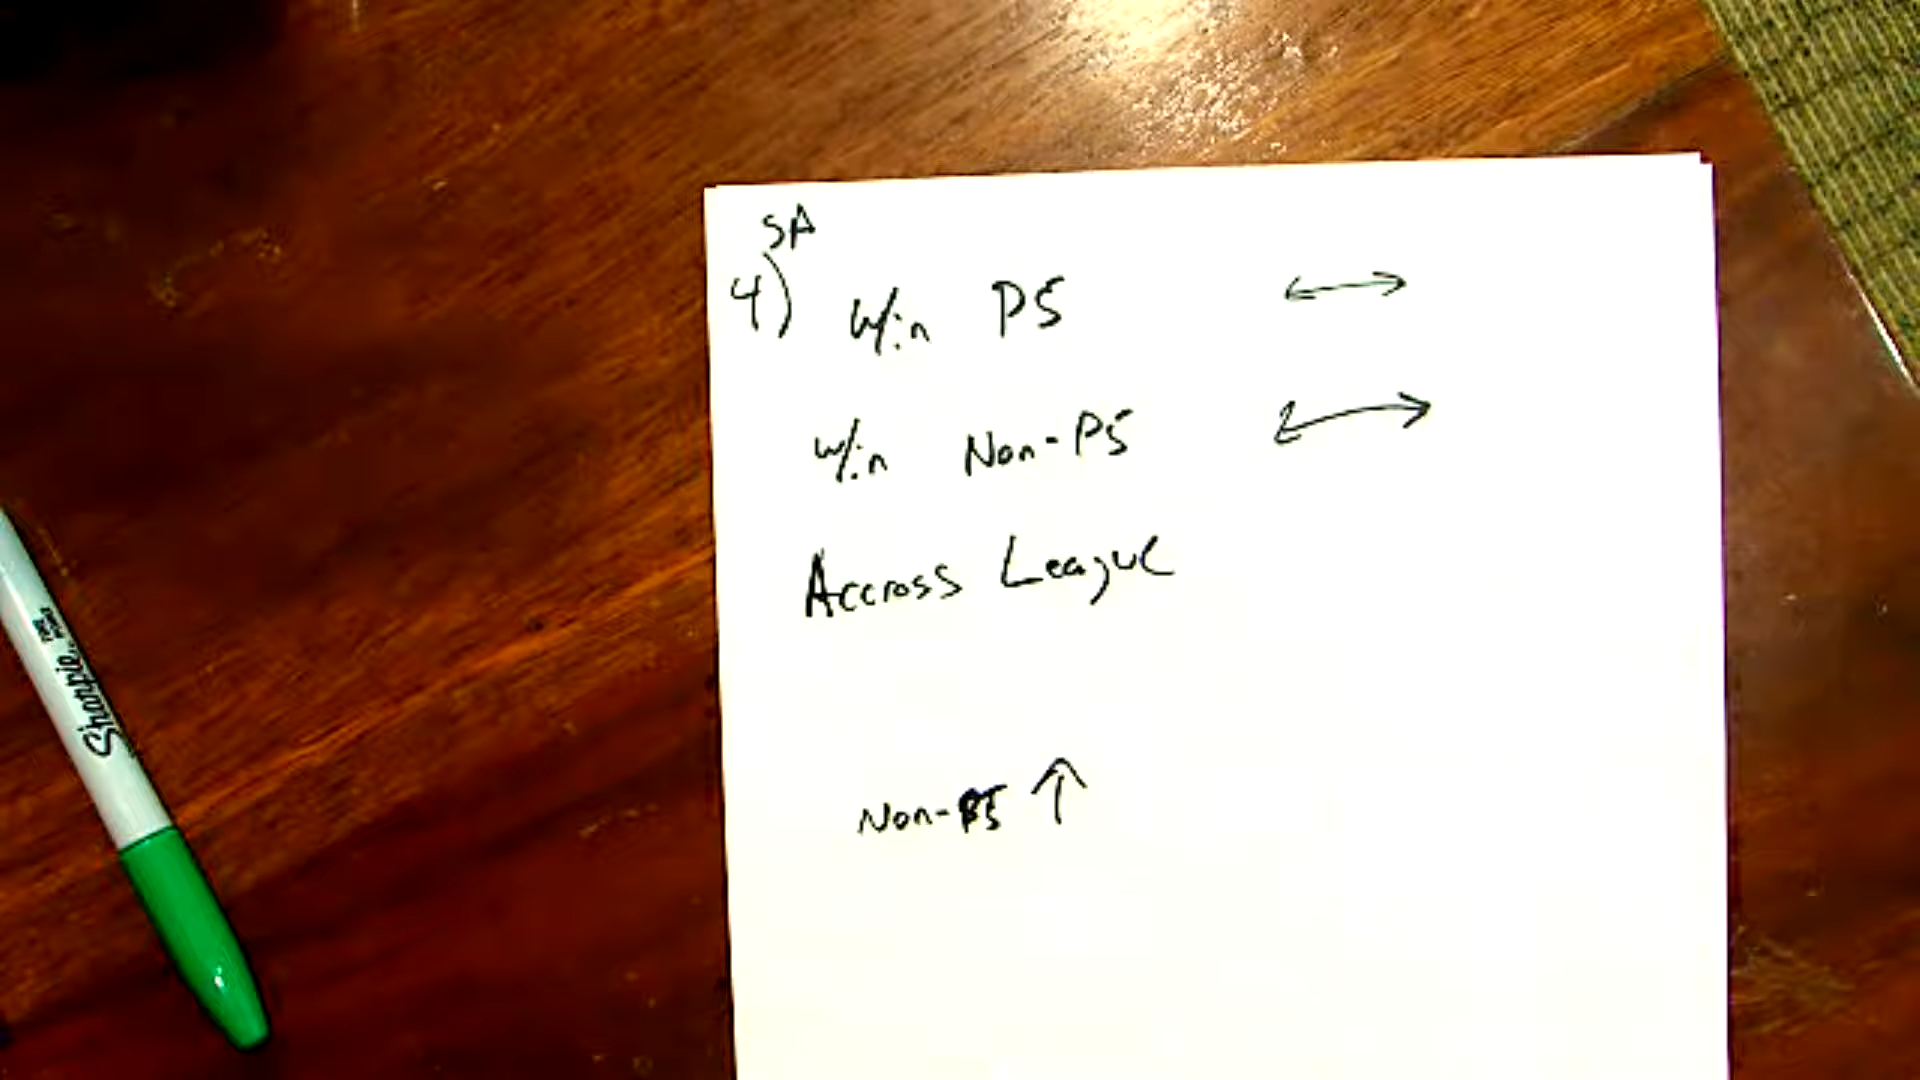 SA
4) w/in P5 ↔
w/in Non-P5 ↔
Accross League
Non-P5 ↑
Sharpie